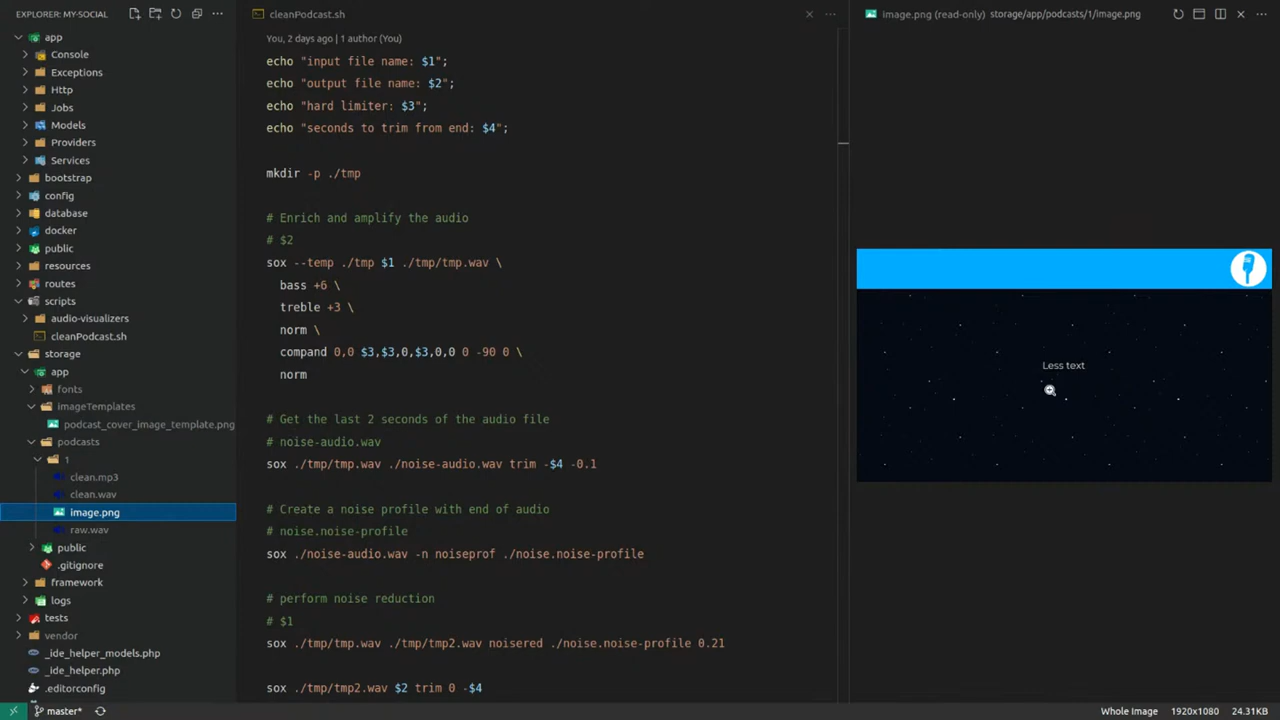 EXPLORER: MY-SOCIAL
app
Console
Exceptions
Http
Jobs
Models
Providers
Services
bootstrap
config
database
docker
public
resources
routes
scripts
audio-visualizers
cleanPodcast.sh
storage
app
fonts
imageTemplates
podcast_cover_image_template.png
podcasts
1
clean.mp3
clean.wav
image.png
raw.wav
public
.gitignore
framework
logs
tests
vendor
_ide_helper_models.php
_ide_helper.php
.editorconfig
cleanPodcast.sh
You, 2 days ago | 1 author (You)
echo "input file name: $1";
echo "output file name: $2";
echo "hard limiter: $3";
echo "seconds to trim from end: $4";
mkdir -p ./tmp
# Enrich and amplify the audio
# $2
sox --temp ./tmp $1 ./tmp/tmp.wav \
bass +6 \
treble +3 \
norm \
compand 0,0 $3,$3,0,$3,0,0 0 -90 0 \
norm
# Get the last 2 seconds of the audio file
# noise-audio.wav
sox ./tmp/tmp.wav ./noise-audio.wav trim -$4 -0.1
# Create a noise profile with end of audio
# noise.noise-profile
sox ./noise-audio.wav -n noiseprof ./noise.noise-profile
# perform noise reduction
# $1
sox ./tmp/tmp.wav ./tmp/tmp2.wav noisered ./noise.noise-profile 0.21
sox ./tmp/tmp2.wav $2 trim 0 -$4
image.png (read-only) storage/app/podcasts/1/image.png
Less text
master*
Whole Image 1920x1080 24.31KB